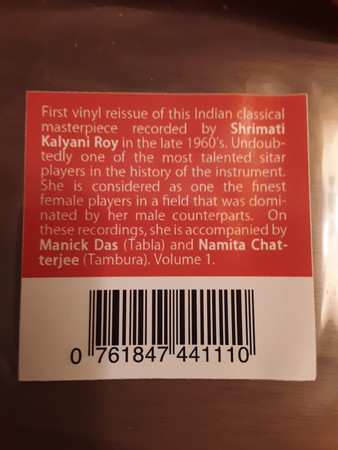 First vinyl reissue of this Indian classical
masterpiece recorded by Shrimati
Kalyani Roy in the late 1960's. Undoub-
tedly one of the most talented sitar
players in the history of the instrument.
She is considered as one the finest
female players in a field that was domi-
nated by her male counterparts. On
these recordings, she is accompanied by
Manick Das (Tabla) and Namita Chat-
terjee (Tambura). Volume 1.
0 761847 441110